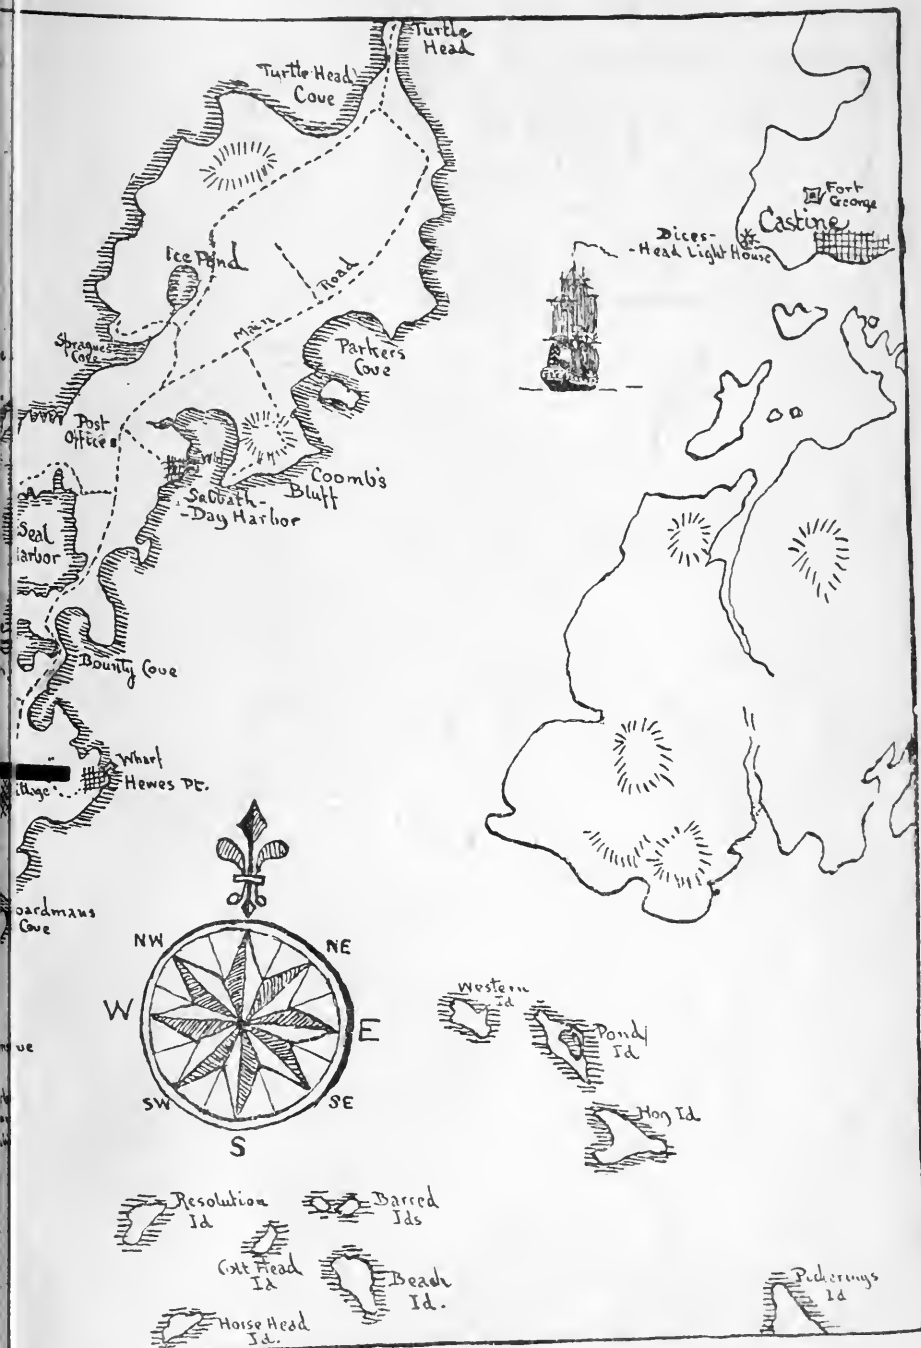 Turtle
Head
Turtle Head
Cove
Fort
George
Castine
Dices-
-Head Light House
Ice Pond
Road
Main
Spragues
Cove
Parkers
Cove
Post
Office
Coombs
Bluff
Sabbath-
-Day Harbor
Seal
Harbor
Bounty Cove
Wharf
Hewes Pt.
illage
oardmans
Cove
NW
NE
W
E
SW
SE
S
Western
Id
Pond
Id
Hog Id
Resolution
Id
Barred
Ids
Colt Head
Id
Beach
Id.
Horse Head
Id.
Pickerings
Id